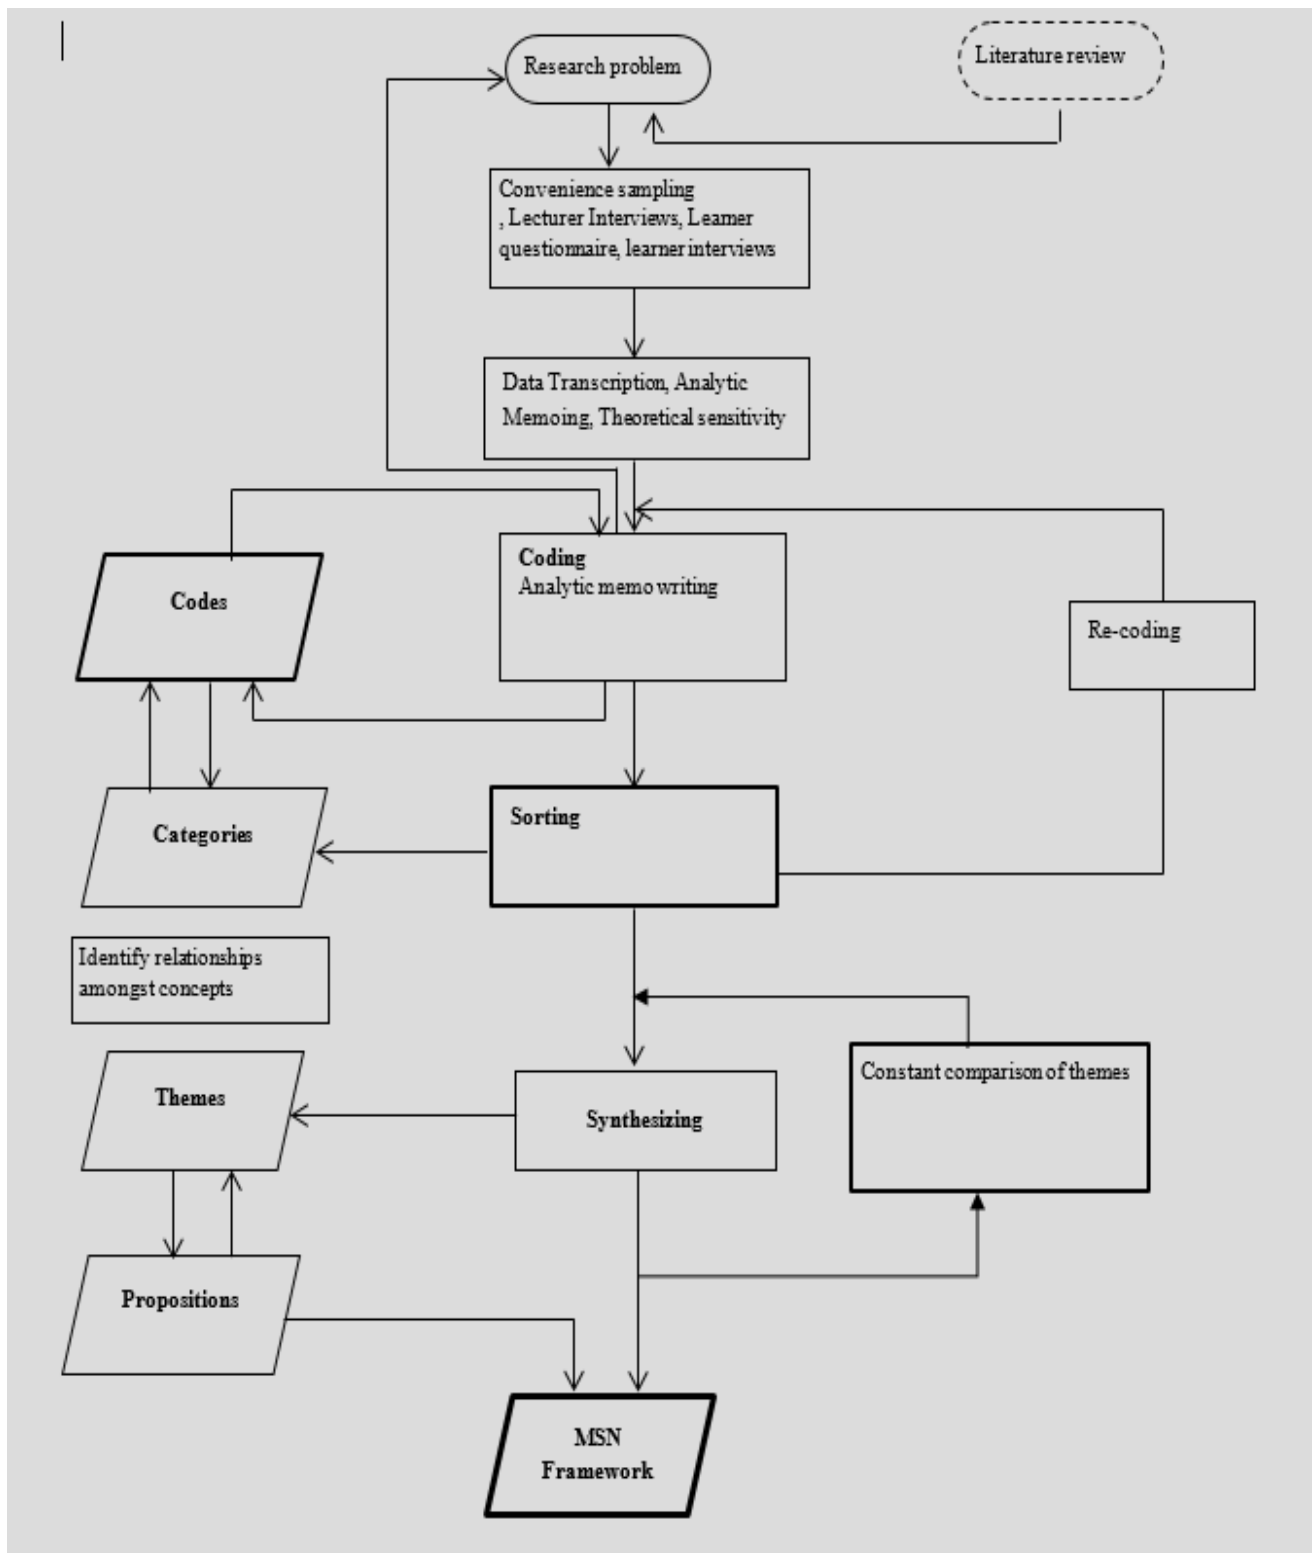 Research problem
Literature review
Convenience sampling
, Lecturer Interviews, Learner
questionnaire, learner interviews
Data Transcription, Analytic
Memoing, Theoretical sensitivity
Coding
Analytic memo writing
Codes
Re-coding
Sorting
Categories
Identify relationships
amongst concepts
Constant comparison of themes
Themes
Synthesizing
Propositions
MSN
Framework